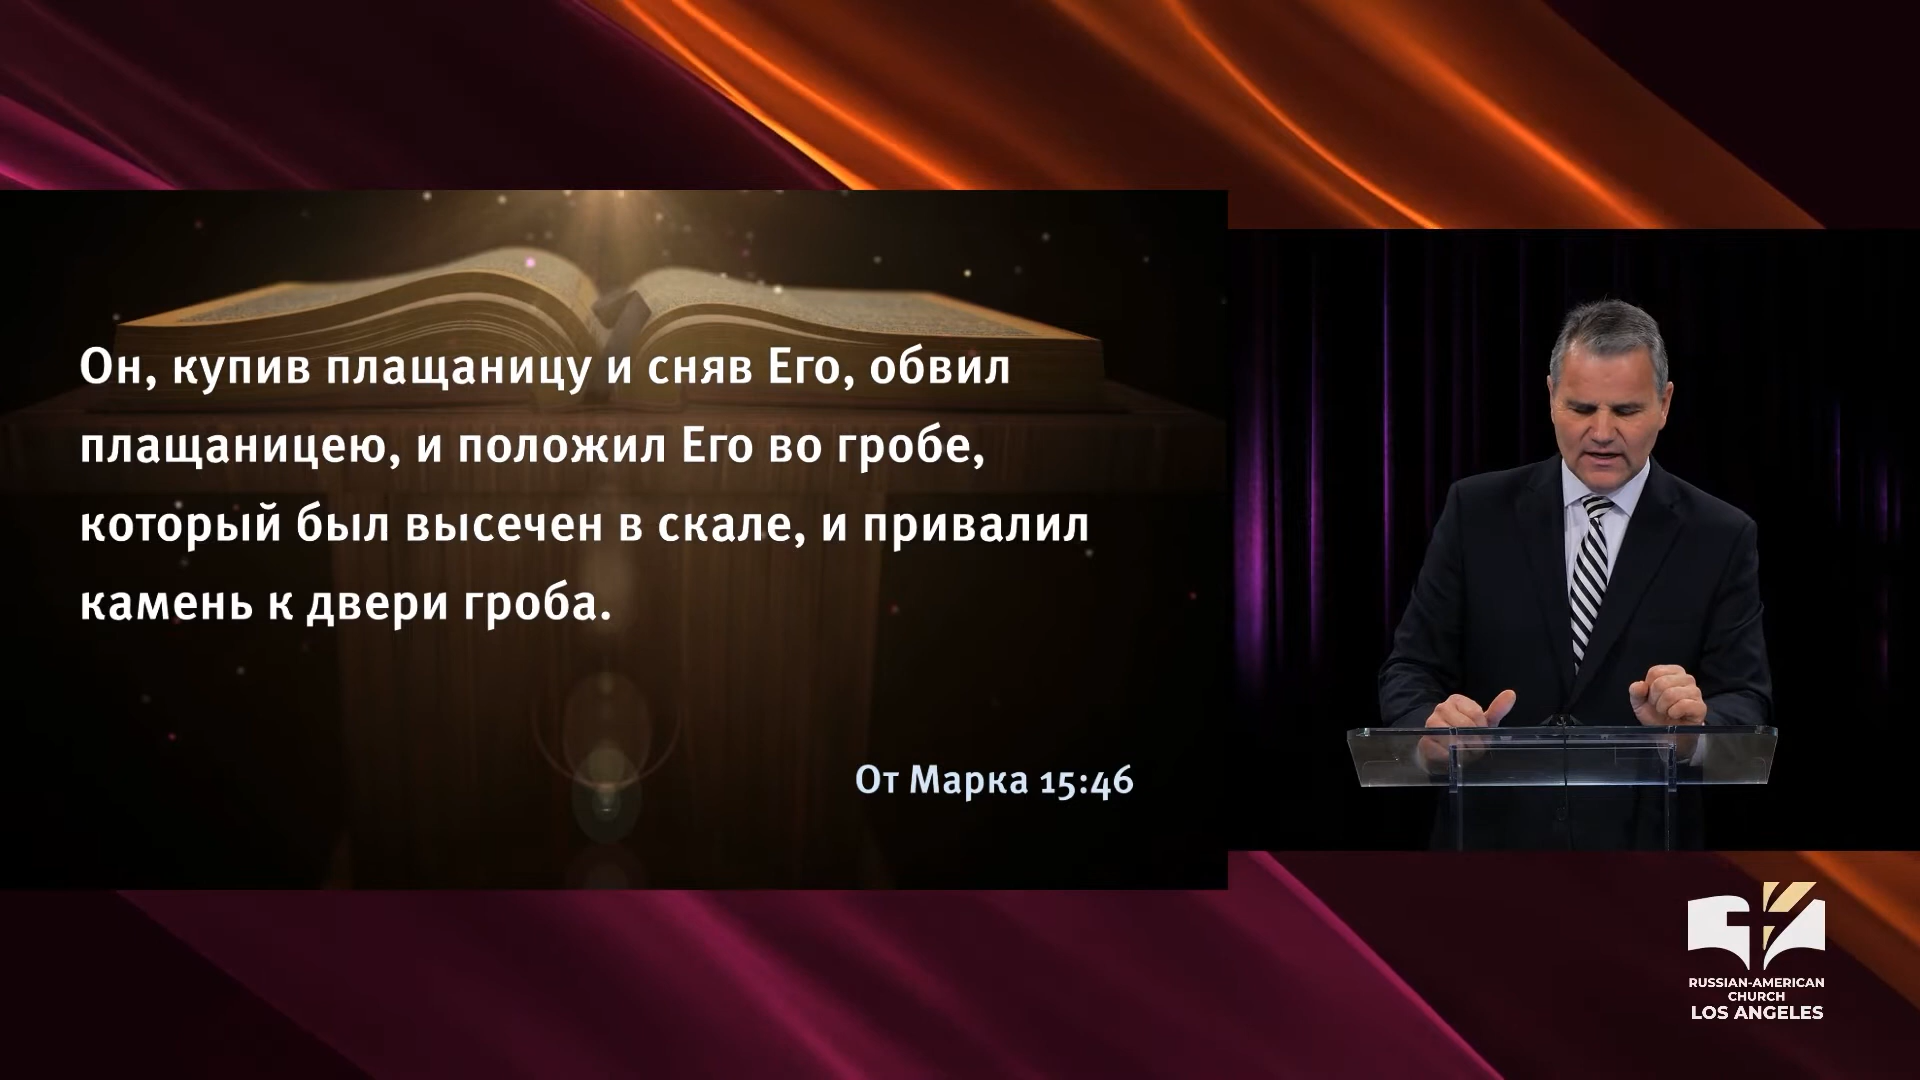 Он, купив плащаницу и сняв Его, обвил
плащаницею, и положил Его во гробе,
который был высечен в скале, и привалил
камень к двери гроба.
От Марка 15:46
RUSSIAN-AMERICAN
CHURCH
LOS ANGELES